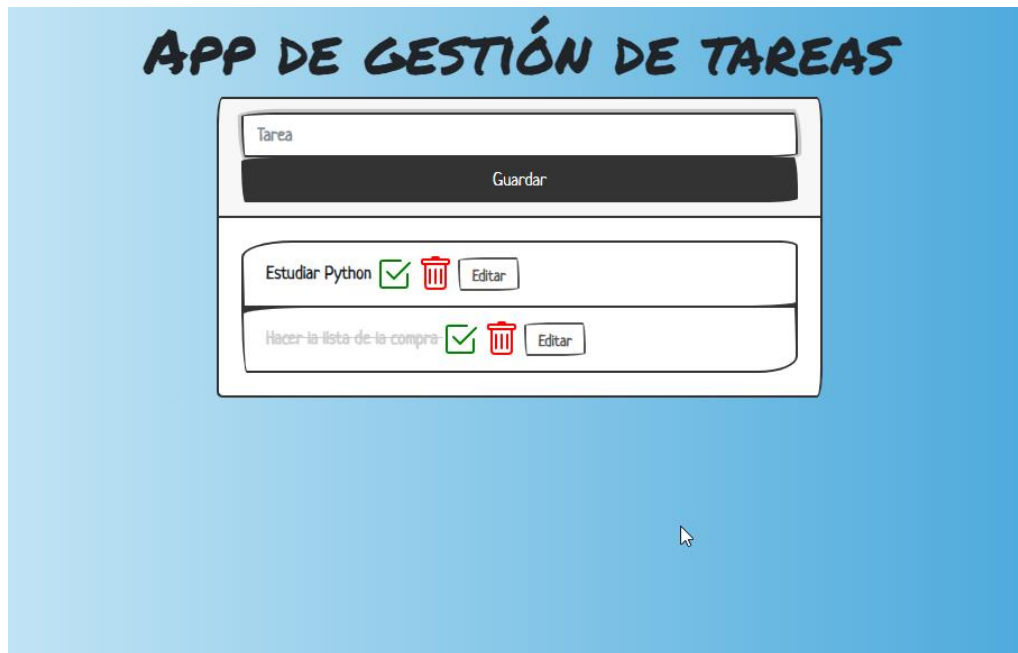 App de gestión de tareas
Tarea
Guardar
Estudiar Python Editar
Hacer la lista de la compra Editar